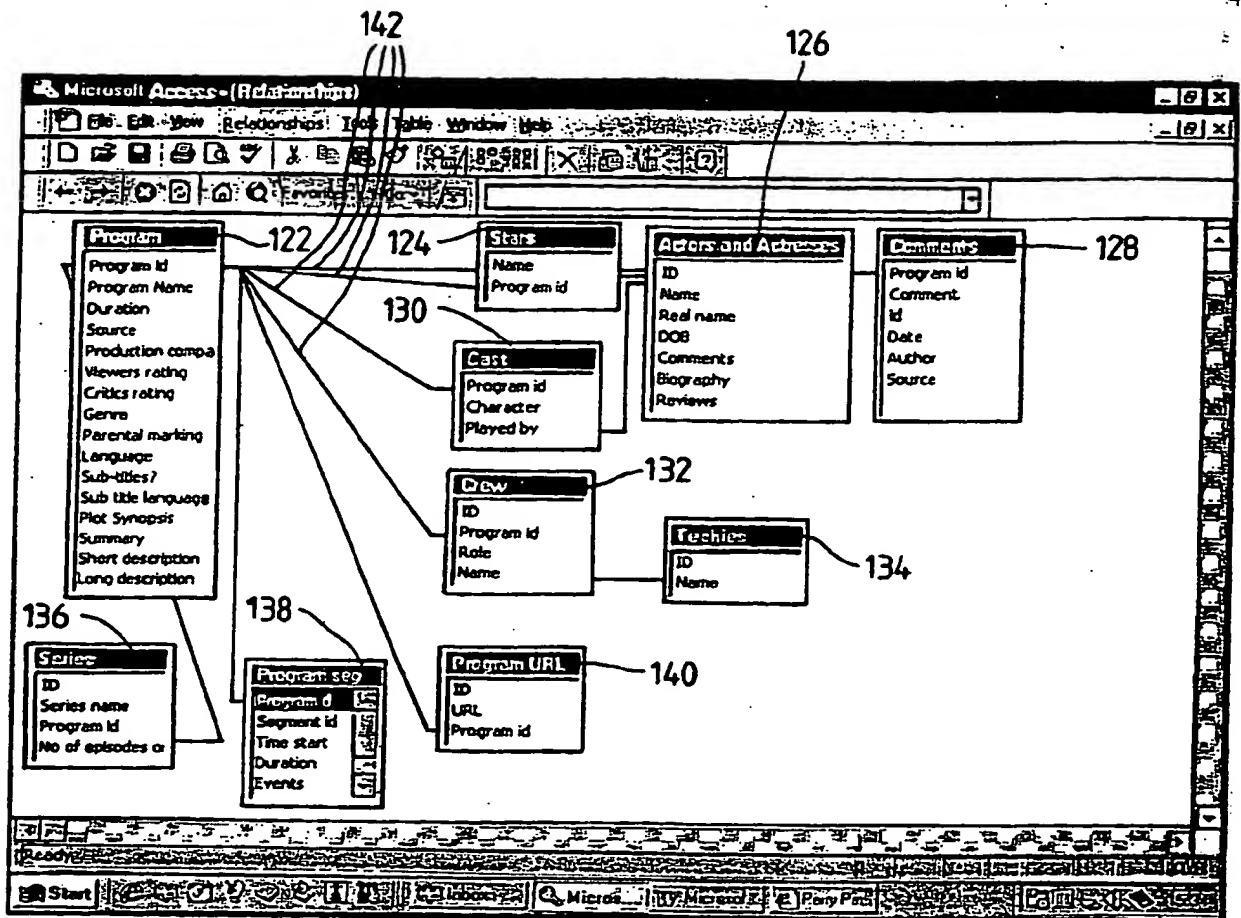 142
126
Microsoft Access - (Relationships)
File Edit View Relationships Tools Table Window Help
Favorites
Program
122
Program Id
Program Name
Duration
Source
Production compa
Viewers rating
Critics rating
Genre
Parental marking
Language
Sub-titles?
Sub title language
Plot Synopsis
Summary
Short description
Long description
124
Stars
Name
Program id
Actors and Actresses
ID
Name
Real name
DOB
Comments
Biography
Reviews
Comments
128
Program id
Comment
Id
Date
Author
Source
130
Cast
Program id
Character
Played by
132
Crew
ID
Program id
Role
Name
Techies
134
ID
Name
136
Series
ID
Series name
Program Id
No of episodes or
138
Program seg
Program d
Segment id
Time start
Duration
Events
Program URL
140
ID
URL
Program id
Ready
Start
Inbox
Micros...